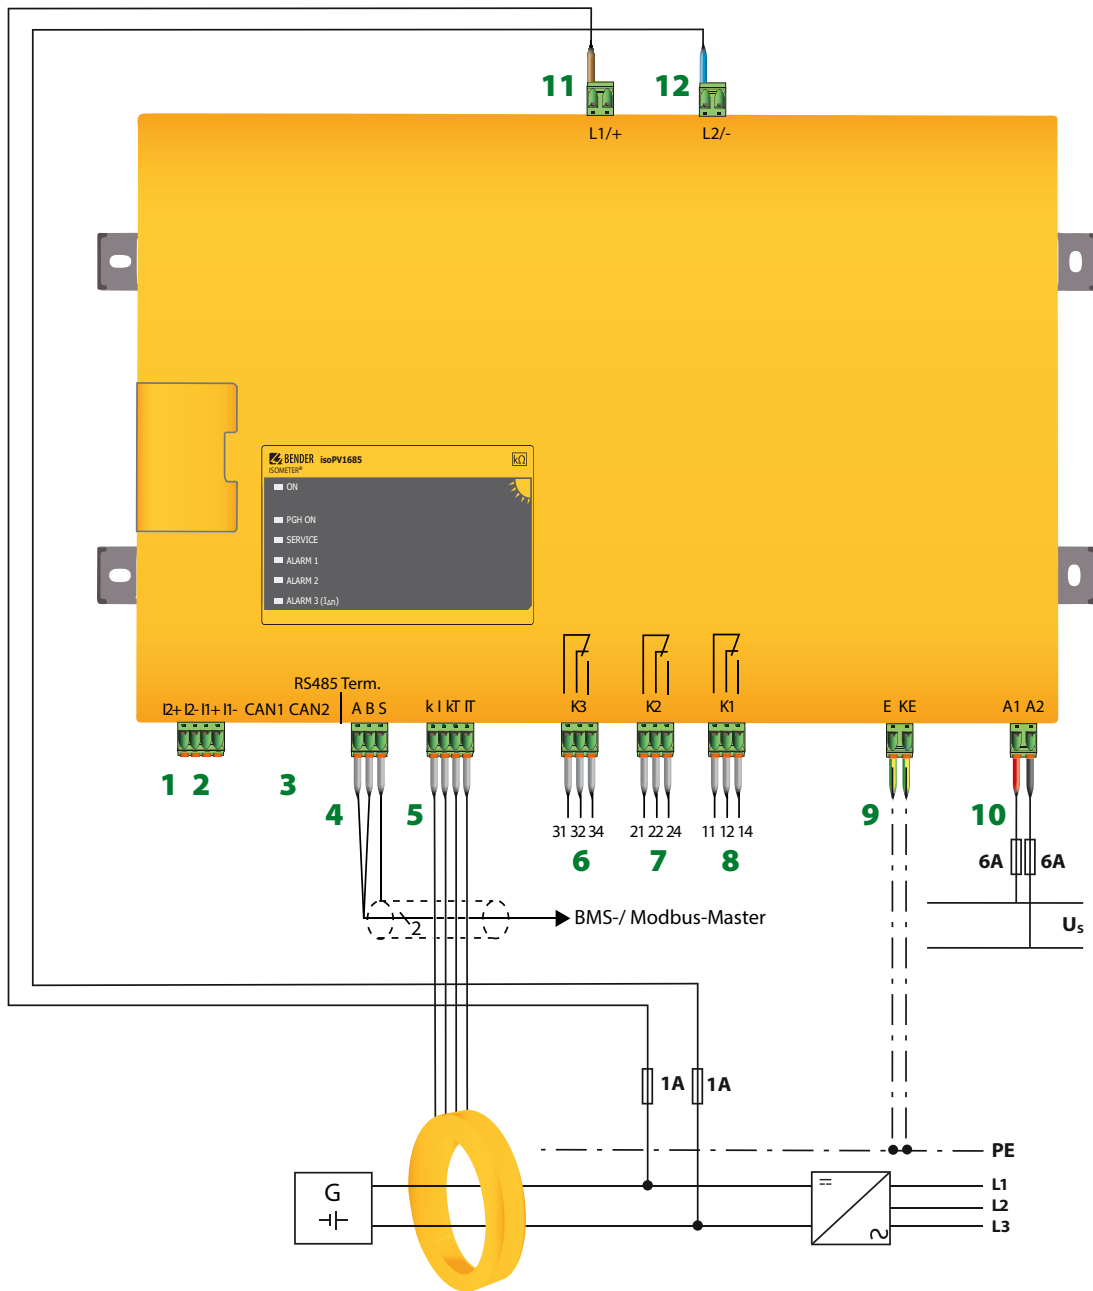 11
12
L1/+
L2/-
BENDER isoPV1685
kΩ
ISOMETER®
ON
PGH ON
SERVICE
ALARM 1
ALARM 2
ALARM 3 (IΔn)
RS485 Term.
I2+ I2- I1+ I1- CAN1 CAN2 A B S k l kT lT K3 K2 K1 E KE A1 A2
1 2 3 4 5
9 10
31 32 34 21 22 24 11 12 14
6 7 8
6A 6A
2
BMS-/ Modbus-Master
Us
1A 1A
PE
G
L1
L2
L3